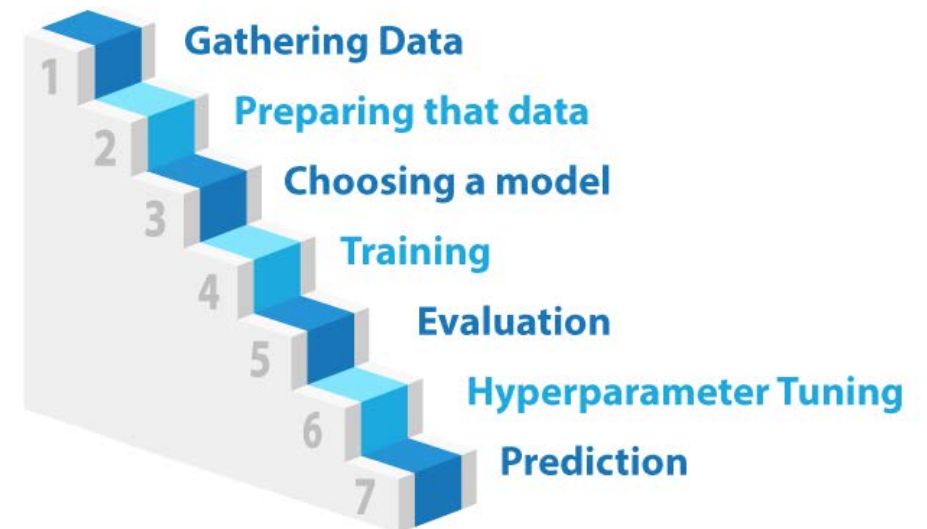 1 Gathering Data
2 Preparing that data
3 Choosing a model
4 Training
5 Evaluation
6 Hyperparameter Tuning
7 Prediction